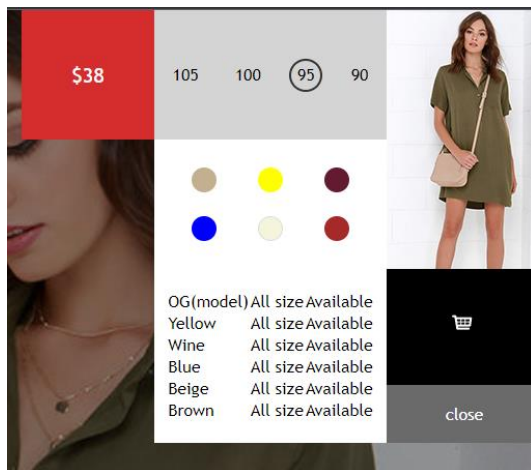 $38
105 100 95 90
OG(model) All size Available
Yellow All size Available
Wine All size Available
Blue All size Available
Beige All size Available
Brown All size Available
close